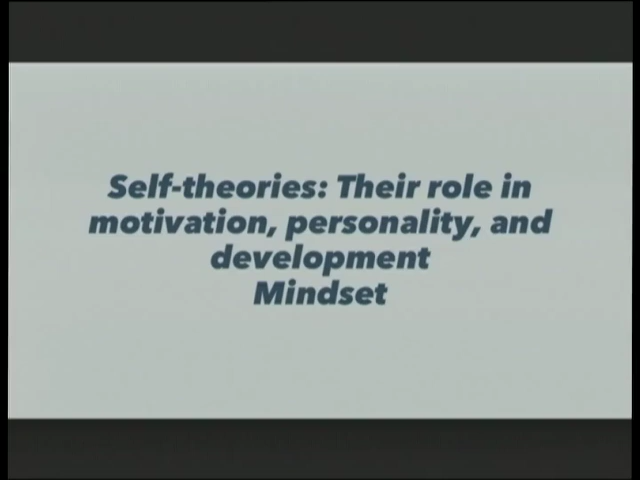 Self-theories: Their role in
motivation, personality, and
development
Mindset